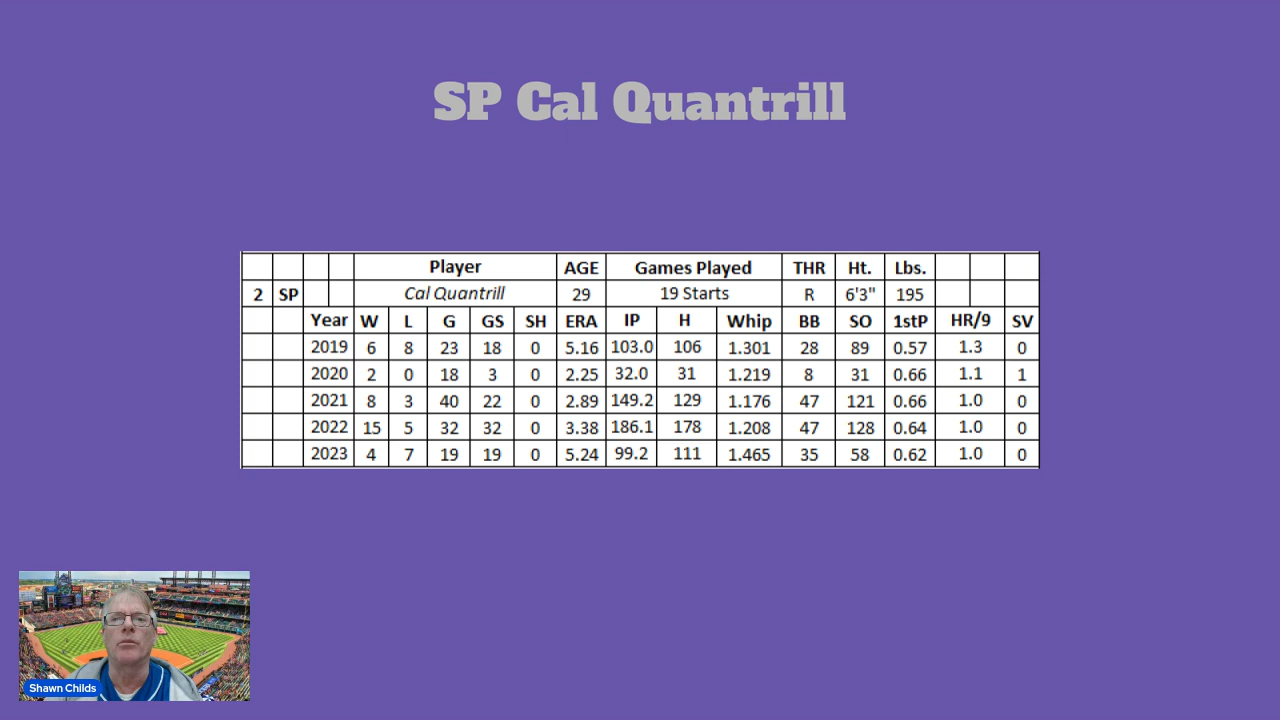 SP Cal Quantrill
Player AGE Games Played THR Ht. Lbs.
2 SP Cal Quantrill 29 19 Starts R 6'3" 195
Year W L G GS SH ERA IP H Whip BB SO 1stP HR/9 SV
2019 6 8 23 18 0 5.16 103.0 106 1.301 28 89 0.57 1.3 0
2020 2 0 18 3 0 2.25 32.0 31 1.219 8 31 0.66 1.1 1
2021 8 3 40 22 0 2.89 149.2 129 1.176 47 121 0.66 1.0 0
2022 15 5 32 32 0 3.38 186.1 178 1.208 47 128 0.64 1.0 0
2023 4 7 19 19 0 5.24 99.2 111 1.465 35 58 0.62 1.0 0
Shawn Childs